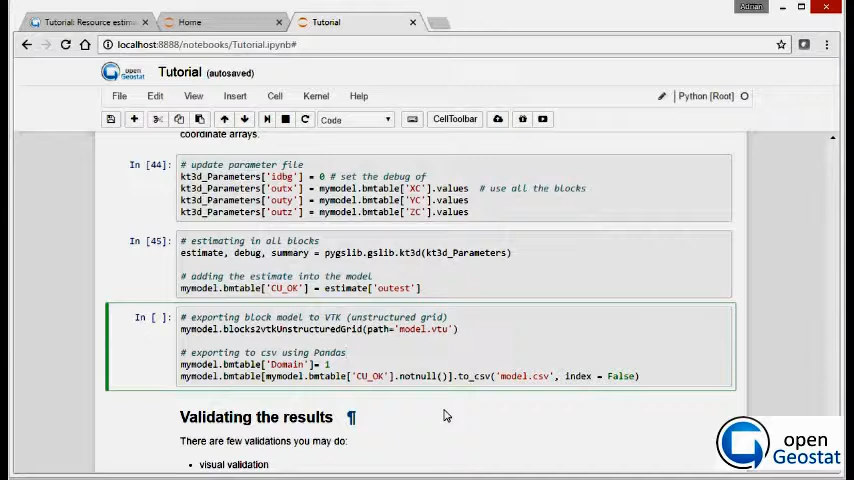 Adrian
Tutorial: Resource estim
Home
Tutorial
localhost:8888/notebooks/Tutorial.ipynb#
open
Geostat
Tutorial (autosaved)
File Edit View Insert Cell Kernel Help
Python [Root]
Code
CellToolbar
coordinate arrays.
In [44]:
# update parameter file
kt3d_Parameters['idbg'] = 0 # set the debug of
kt3d_Parameters['outx'] = mymodel.bmtable['XC'].values # use all the blocks
kt3d_Parameters['outy'] = mymodel.bmtable['YC'].values
kt3d_Parameters['outz'] = mymodel.bmtable['ZC'].values
In [45]:
# estimating in all blocks
estimate, debug, summary = pygslib.gslib.kt3d(kt3d_Parameters)
# adding the estimate into the model
mymodel.bmtable['CU_OK'] = estimate['outest']
In [ ]:
# exporting block model to VTK (unstructured grid)
mymodel.blocks2vtkUnstructuredGrid(path='model.vtu')
# exporting to csv using Pandas
mymodel.bmtable['Domain']= 1
mymodel.bmtable[mymodel.bmtable['CU_OK'].notnull()].to_csv('model.csv', index = False)
Validating the results ¶
There are few validations you may do:
• visual validation
open
Geostat